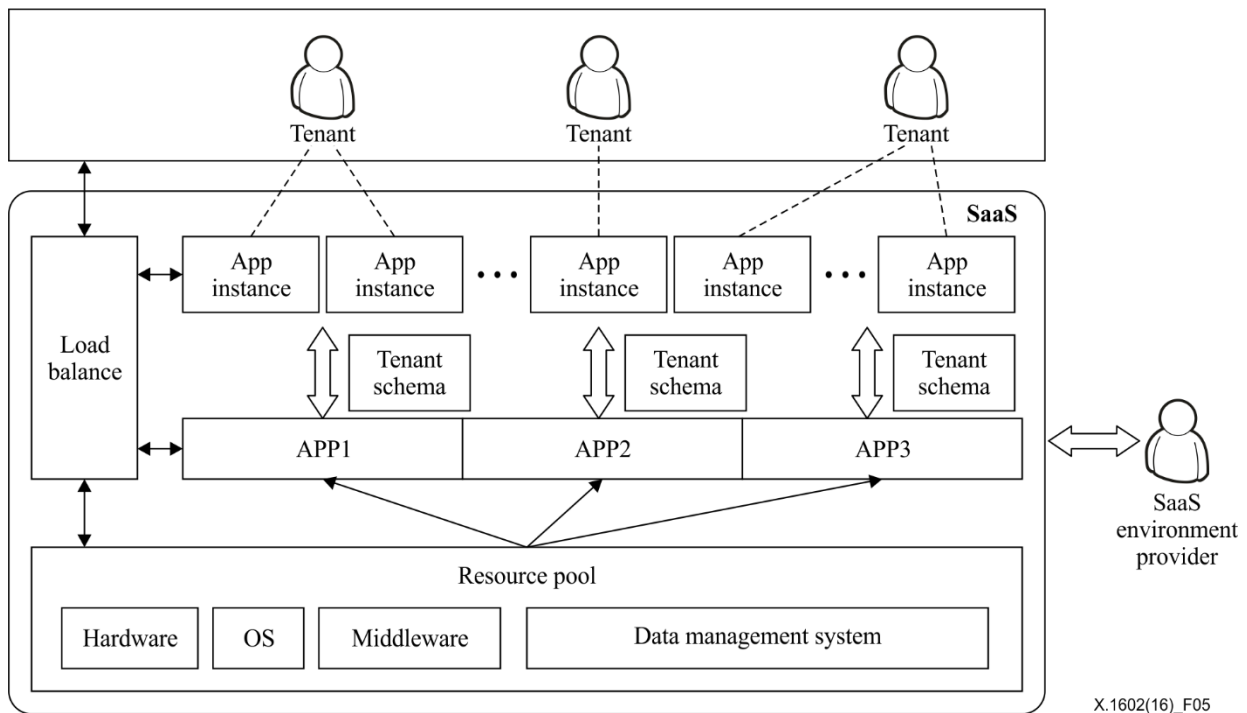 Tenant
Tenant
Tenant
SaaS
App
instance
App
instance
• • •
App
instance
App
instance
• • •
App
instance
Load
balance
Tenant
schema
Tenant
schema
Tenant
schema
APP1
APP2
APP3
SaaS
environment
provider
Resource pool
Hardware
OS
Middleware
Data management system
X.1602(16)_F05